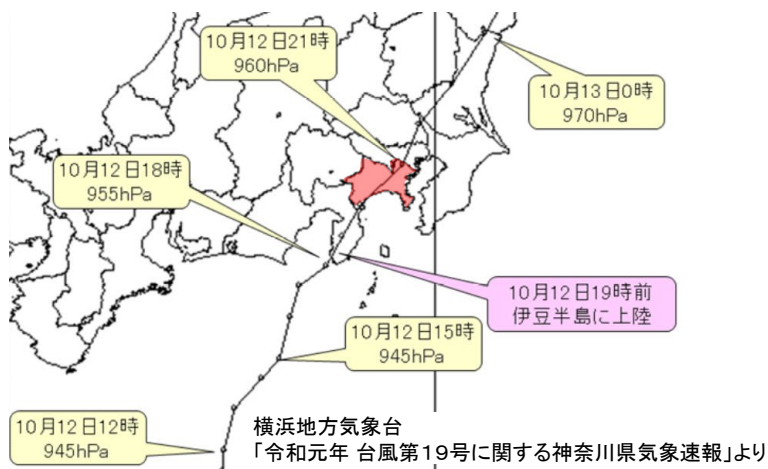 10月12日21時
960hPa
10月13日0時
970hPa
10月12日18時
955hPa
10月12日19時前
伊豆半島に上陸
10月12日15時
945hPa
10月12日12時
945hPa
横浜地方気象台
「令和元年 台風第19号に関する神奈川県気象速報」より